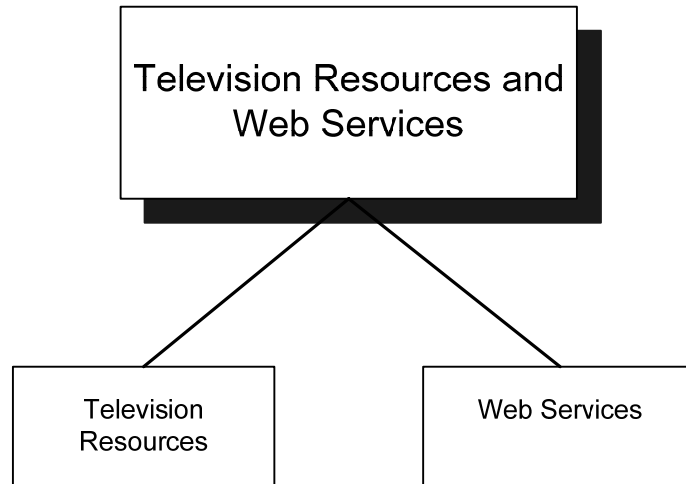 Television Resources and
Web Services
Television
Resources
Web Services